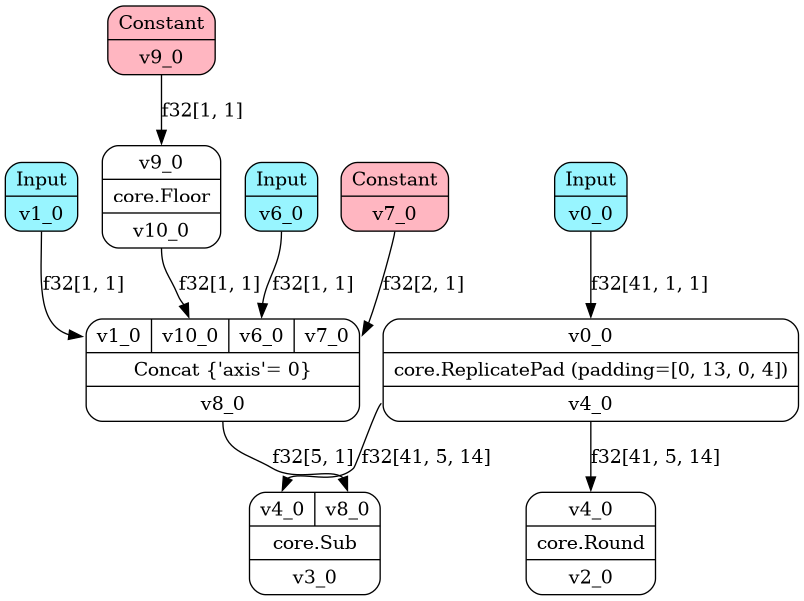 Constant
v9_0
f32[1, 1]
Input
v1_0
v9_0
core.Floor
v10_0
Input
v6_0
Constant
v7_0
Input
v0_0
f32[1, 1]
f32[1, 1]
f32[1, 1]
f32[2, 1]
f32[41, 1, 1]
v1_0 v10_0 v6_0 v7_0
Concat {'axis'= 0}
v8_0
v0_0
core.ReplicatePad (padding=[0, 13, 0, 4])
v4_0
f32[5, 1]
f32[41, 5, 14]
f32[41, 5, 14]
v4_0 v8_0
core.Sub
v3_0
v4_0
core.Round
v2_0